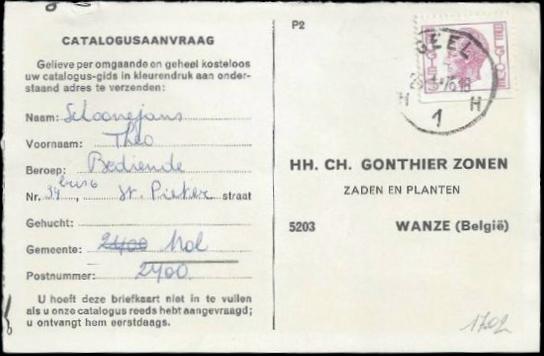 CATALOGUSAANVRAAG
Gelieve per omgaande en geheel kosteloos
uw catalogus-gids in kleurendruk aan onder-
staand adres te verzenden:
Naam: Schoonejans
Voornaam: Theo
Beroep: Bediende
Nr. 34 bus 6, St. Pieter straat
Gehucht:
Gemeente: 2400 Mol
Postnummer: 2400
U hoeft deze briefkaart niet in te vullen
als u onze catalogus reeds hebt aangevraagd;
u ontvangt hem eerstdaags.
P2
GEEL
H 1 H
HH. CH. GONTHIER ZONEN
ZADEN EN PLANTEN
5203 WANZE (België)
1702